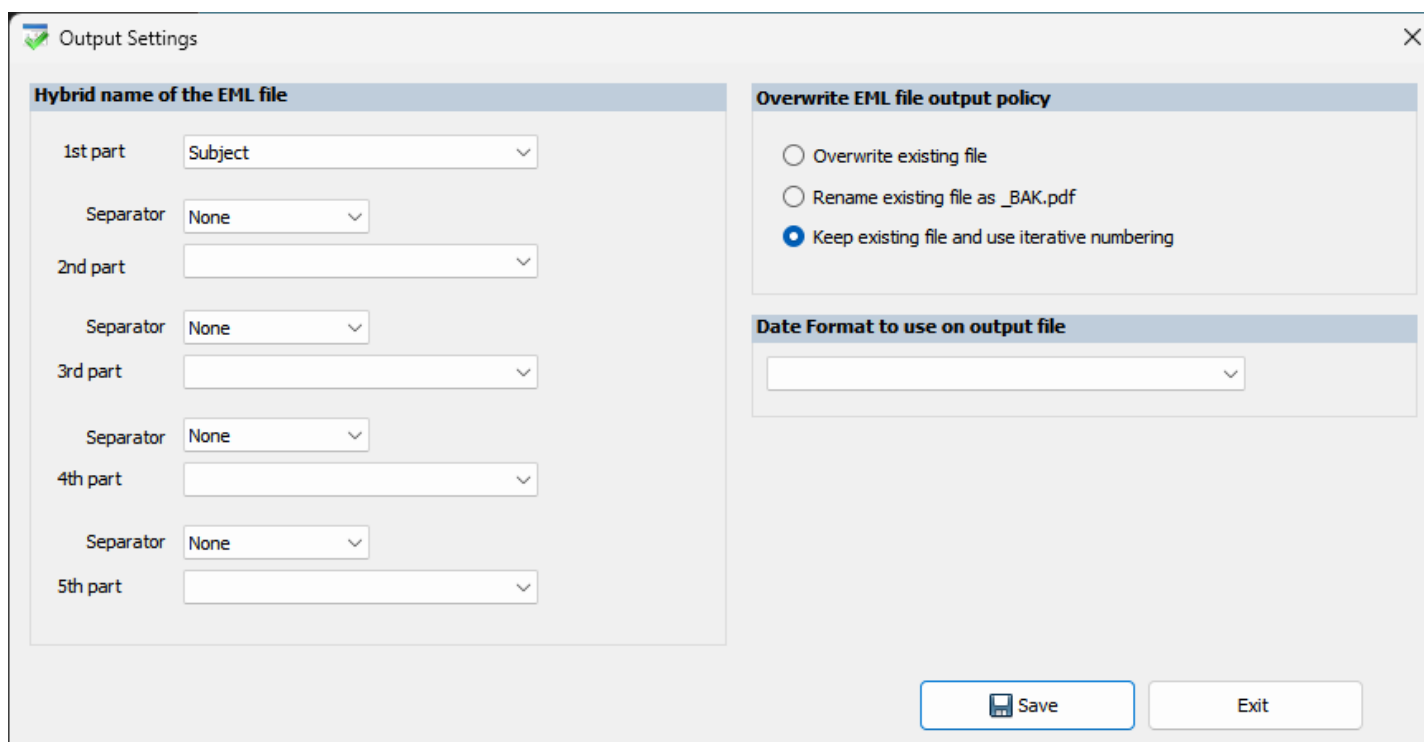 Output Settings
Hybrid name of the EML file
1st part Subject
Separator None
2nd part
Separator None
3rd part
Separator None
4th part
Separator None
5th part
Overwrite EML file output policy
Overwrite existing file
Rename existing file as _BAK.pdf
Keep existing file and use iterative numbering
Date Format to use on output file
Save
Exit